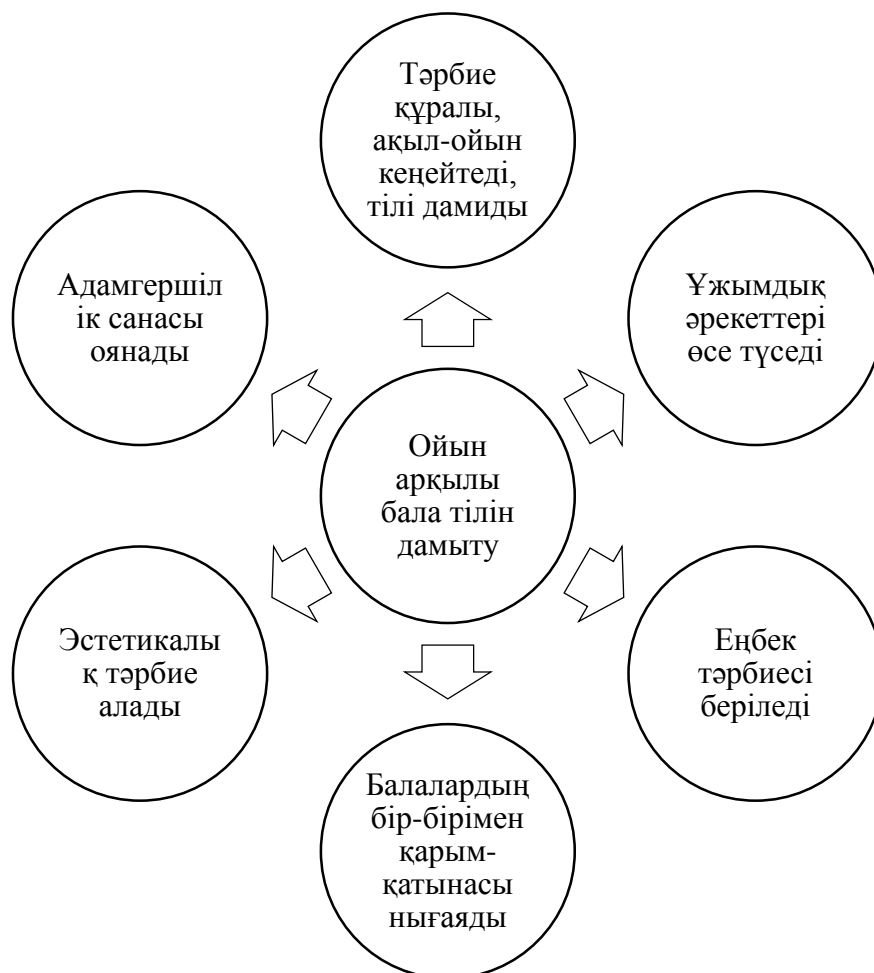 Тәрбие
құралы,
ақыл-ойын
кеңейтеді,
тілі дамиды
Адамгершіл
ік санасы
оянады
Ұжымдық
әрекеттері
өсе түседі
Ойын
арқылы
бала тілін
дамыту
Эстетикалы
қ тәрбие
алады
Еңбек
тәрбиесі
беріледі
Балалардың
бір-бірімен
қарым-
қатынасы
нығаяды